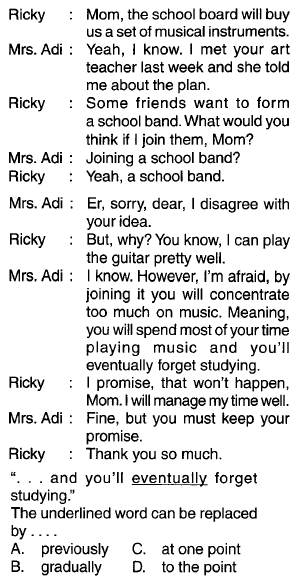 Ricky : Mom, the school board will buy
us a set of musical instruments.
Mrs. Adi : Yeah, I know. I met your art
teacher last week and she told
me about the plan.
Ricky : Some friends want to form
a school band. What would you
think if I join them, Mom?
Mrs. Adi : Joining a school band?
Ricky : Yeah, a school band.
Mrs. Adi : Er, sorry, dear, I disagree with
your idea.
Ricky : But, why? You know, I can play
the guitar pretty well.
Mrs. Adi : I know. However, I'm afraid, by
joining it you will concentrate
too much on music. Meaning,
you will spend most of your time
playing music and you'll
eventually forget studying.
Ricky : I promise, that won't happen,
Mom. I will manage my time well.
Mrs. Adi : Fine, but you must keep your
promise.
Ricky : Thank you so much.
". . . and you'll eventually forget
studying."
The underlined word can be replaced
by . . . .
A. previously C. at one point
B. gradually D. to the point